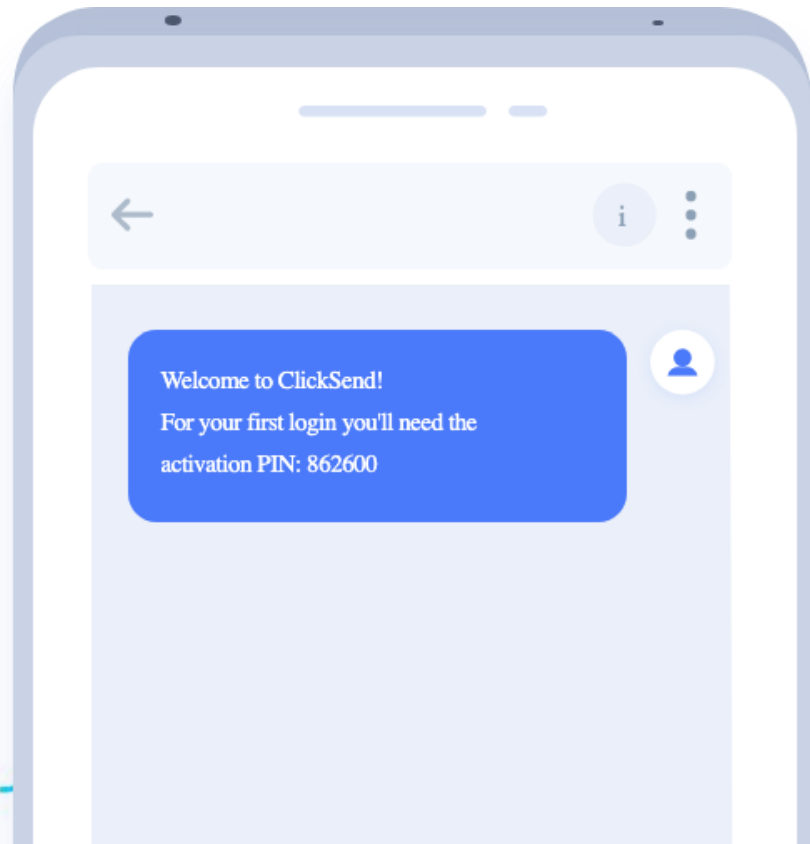 i
Welcome to ClickSend!
For your first login you'll need the
activation PIN: 862600